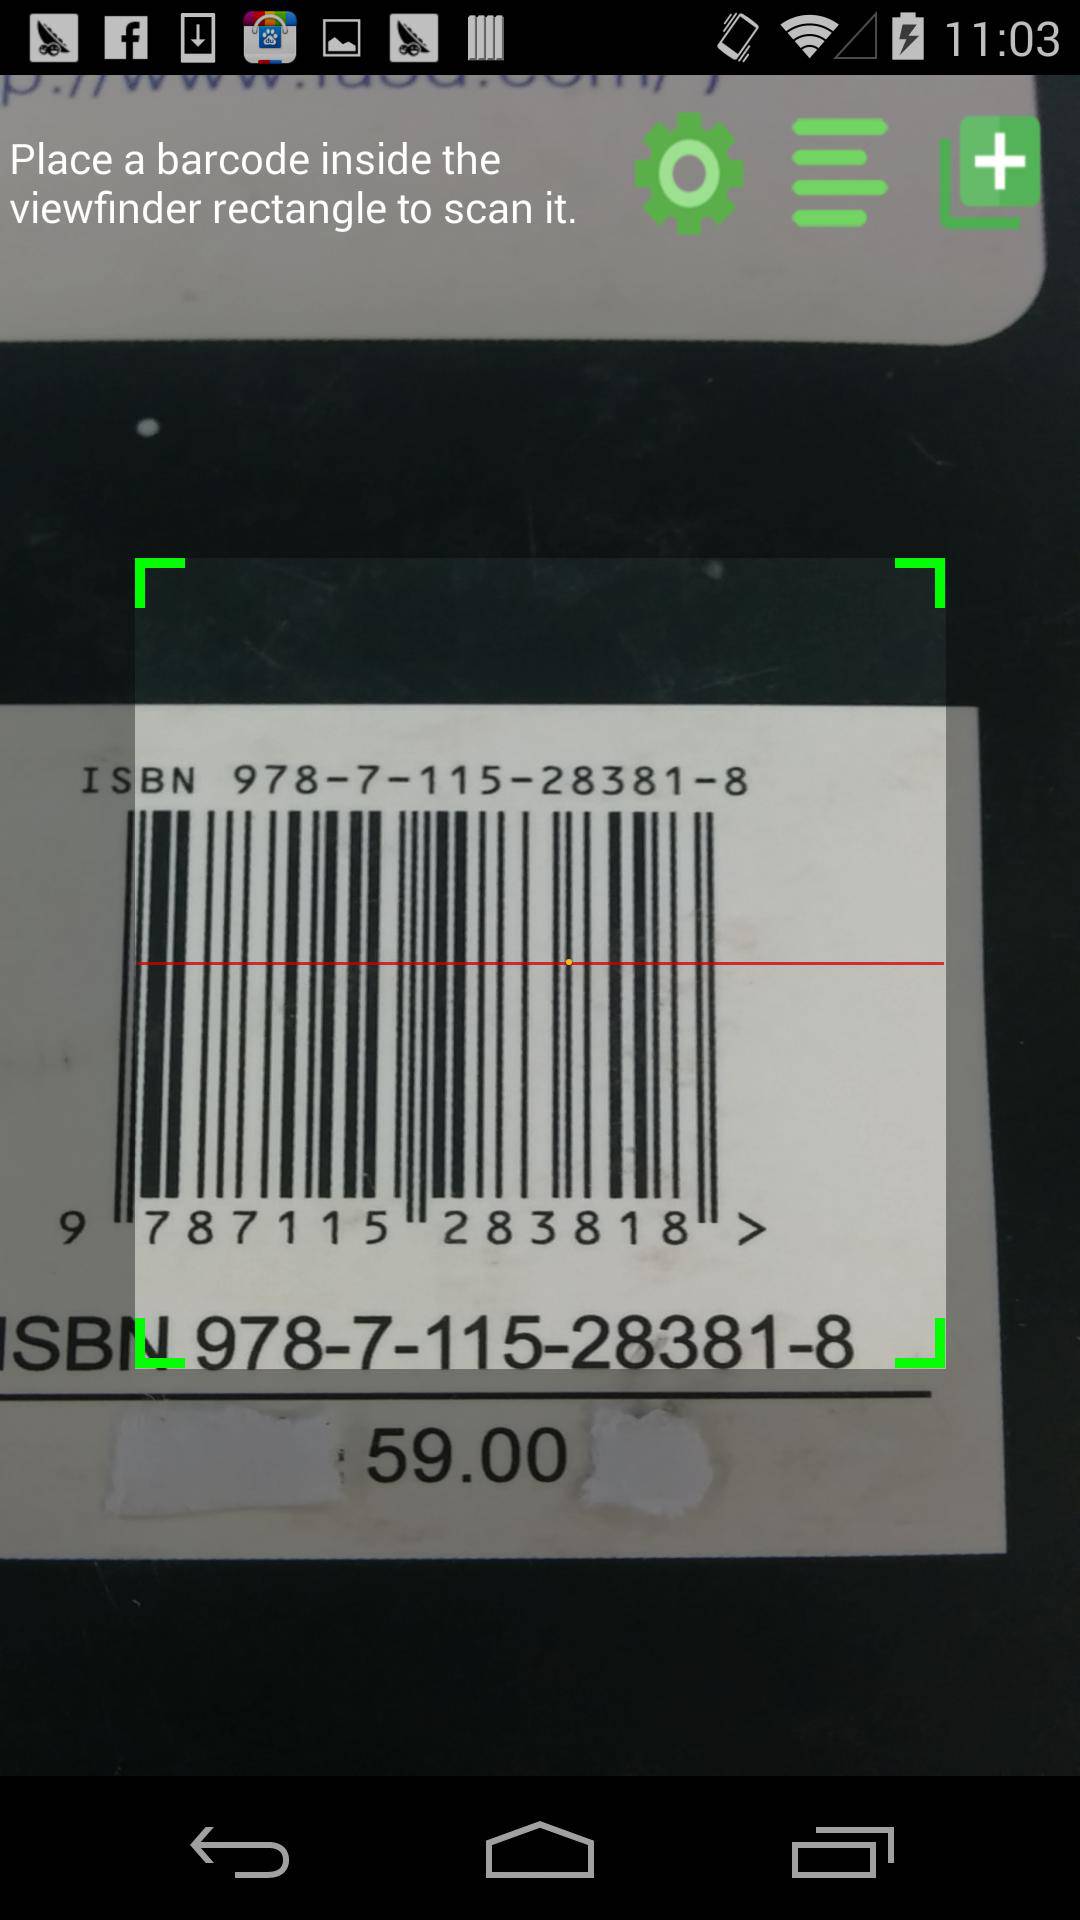 11:03
Place a barcode inside the
viewfinder rectangle to scan it.
ISBN 978-7-115-28381-8
9 787115 283818 >
ISBN 978-7-115-28381-8
59.00